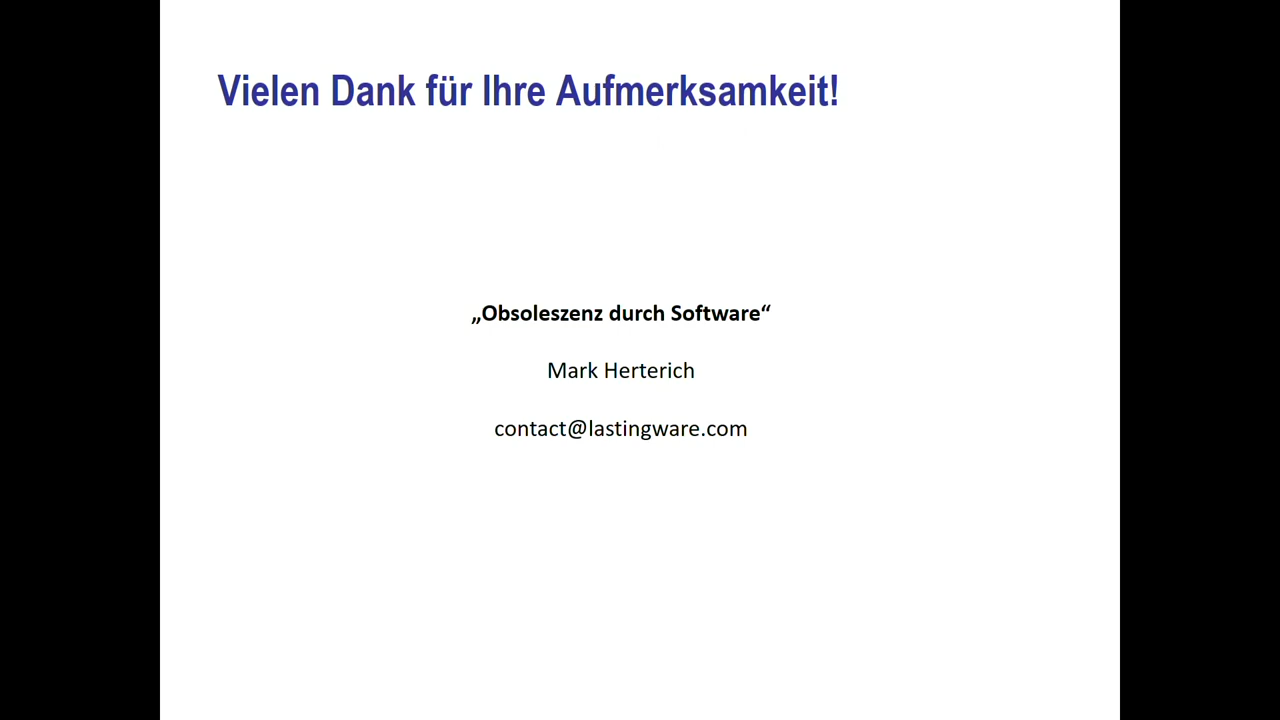 Vielen Dank für Ihre Aufmerksamkeit!
„Obsoleszenz durch Software“
Mark Herterich
contact@lastingware.com